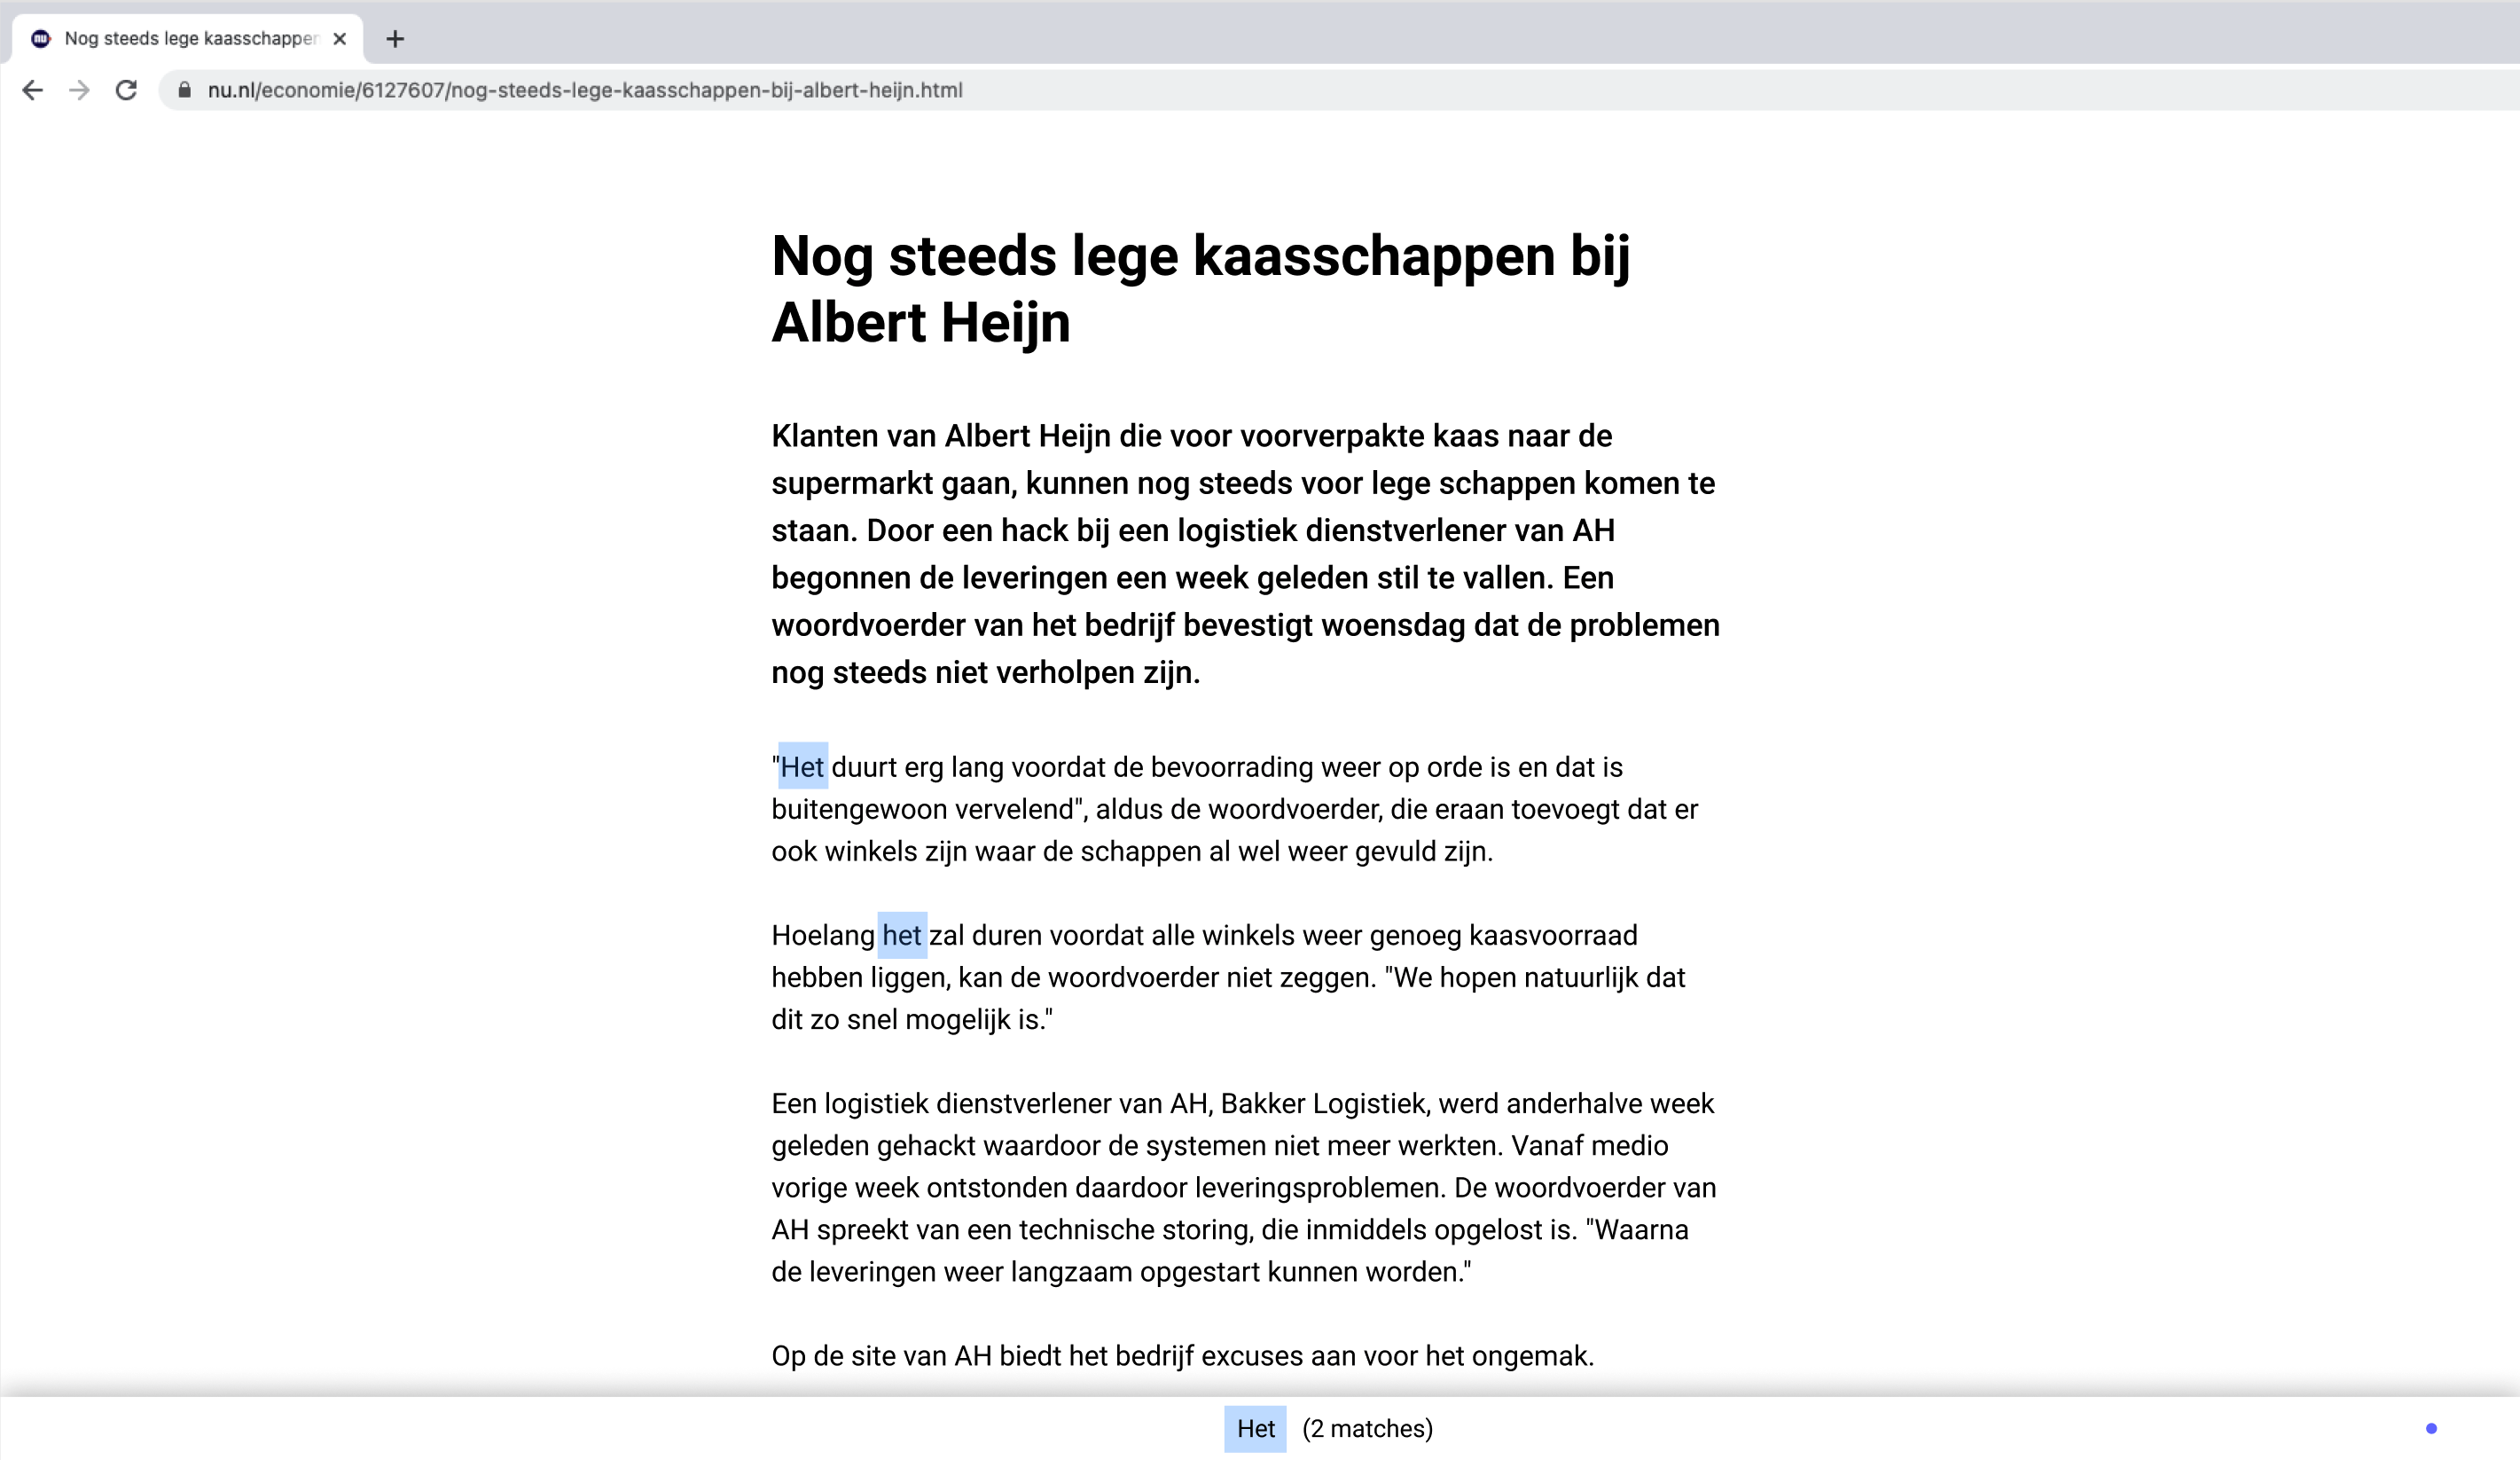 nu Nog steeds lege kaasschappen
nu.nl/economie/6127607/nog-steeds-lege-kaasschappen-bij-albert-heijn.html
Nog steeds lege kaasschappen bij
Albert Heijn
Klanten van Albert Heijn die voor voorverpakte kaas naar de
supermarkt gaan, kunnen nog steeds voor lege schappen komen te
staan. Door een hack bij een logistiek dienstverlener van AH
begonnen de leveringen een week geleden stil te vallen. Een
woordvoerder van het bedrijf bevestigt woensdag dat de problemen
nog steeds niet verholpen zijn.
"Het duurt erg lang voordat de bevoorrading weer op orde is en dat is
buitengewoon vervelend", aldus de woordvoerder, die eraan toevoegt dat er
ook winkels zijn waar de schappen al wel weer gevuld zijn.
Hoelang het zal duren voordat alle winkels weer genoeg kaasvoorraad
hebben liggen, kan de woordvoerder niet zeggen. "We hopen natuurlijk dat
dit zo snel mogelijk is."
Een logistiek dienstverlener van AH, Bakker Logistiek, werd anderhalve week
geleden gehackt waardoor de systemen niet meer werkten. Vanaf medio
vorige week ontstonden daardoor leveringsproblemen. De woordvoerder van
AH spreekt van een technische storing, die inmiddels opgelost is. "Waarna
de leveringen weer langzaam opgestart kunnen worden."
Op de site van AH biedt het bedrijf excuses aan voor het ongemak.
Het (2 matches)